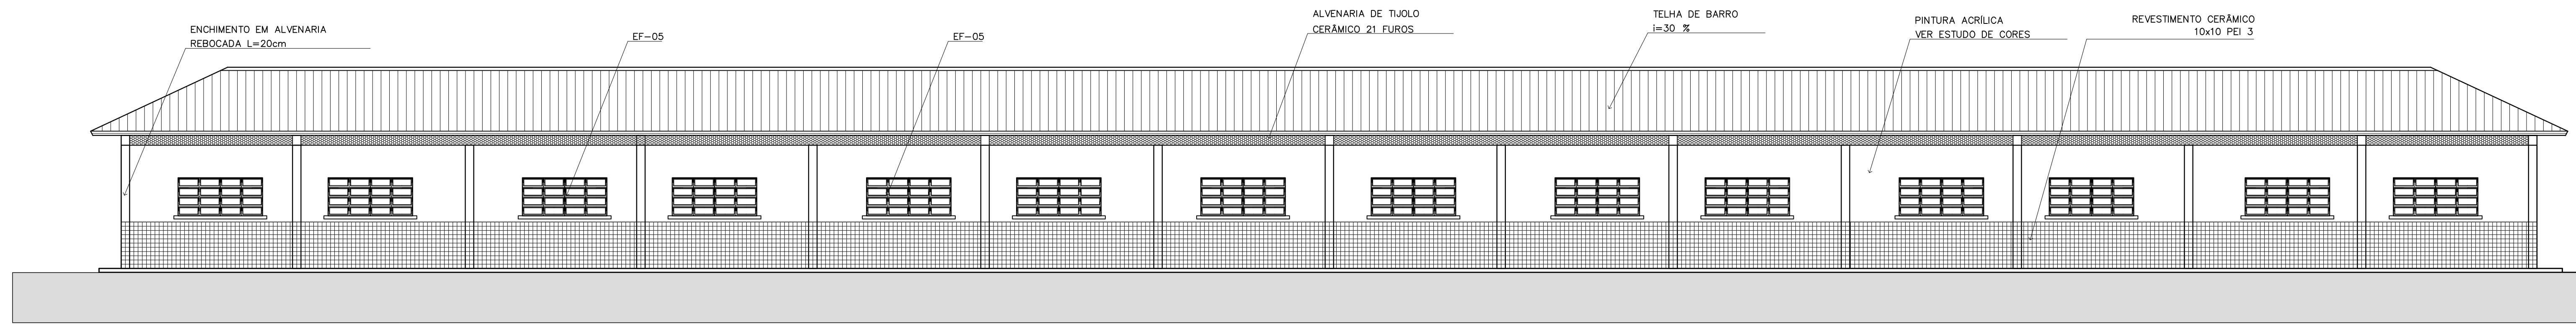 ENCHIMENTO EM ALVENARIA
REBOCADA L=20cm
EF-05
EF-05
ALVENARIA DE TIJOLO
CERÂMICO 21 FUROS
TELHA DE BARRO
i=30 %
PINTURA ACRÍLICA
VER ESTUDO DE CORES
REVESTIMENTO CERÂMICO
10x10 PEI 3